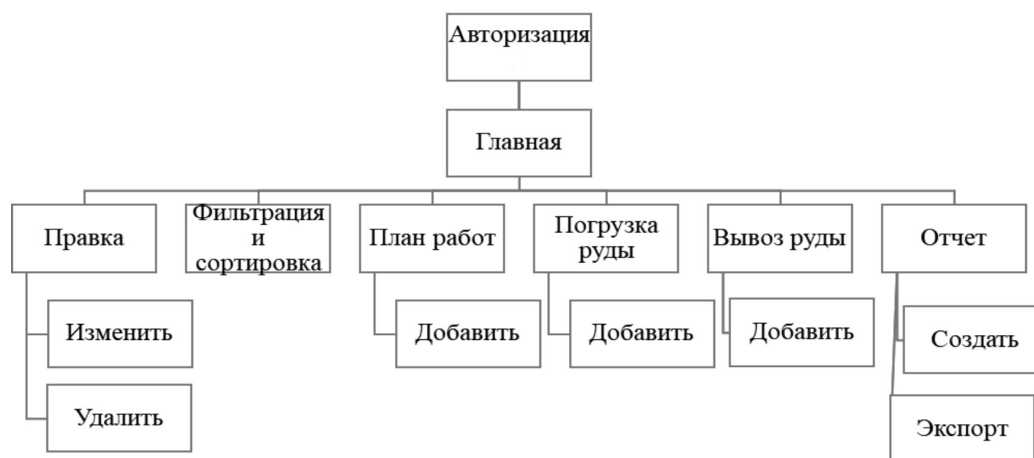 Авторизация
Главная
Правка
Фильтрация
и
сортировка
План работ
Погрузка
руды
Вывоз руды
Отчет
Изменить
Добавить
Добавить
Добавить
Создать
Удалить
Экспорт